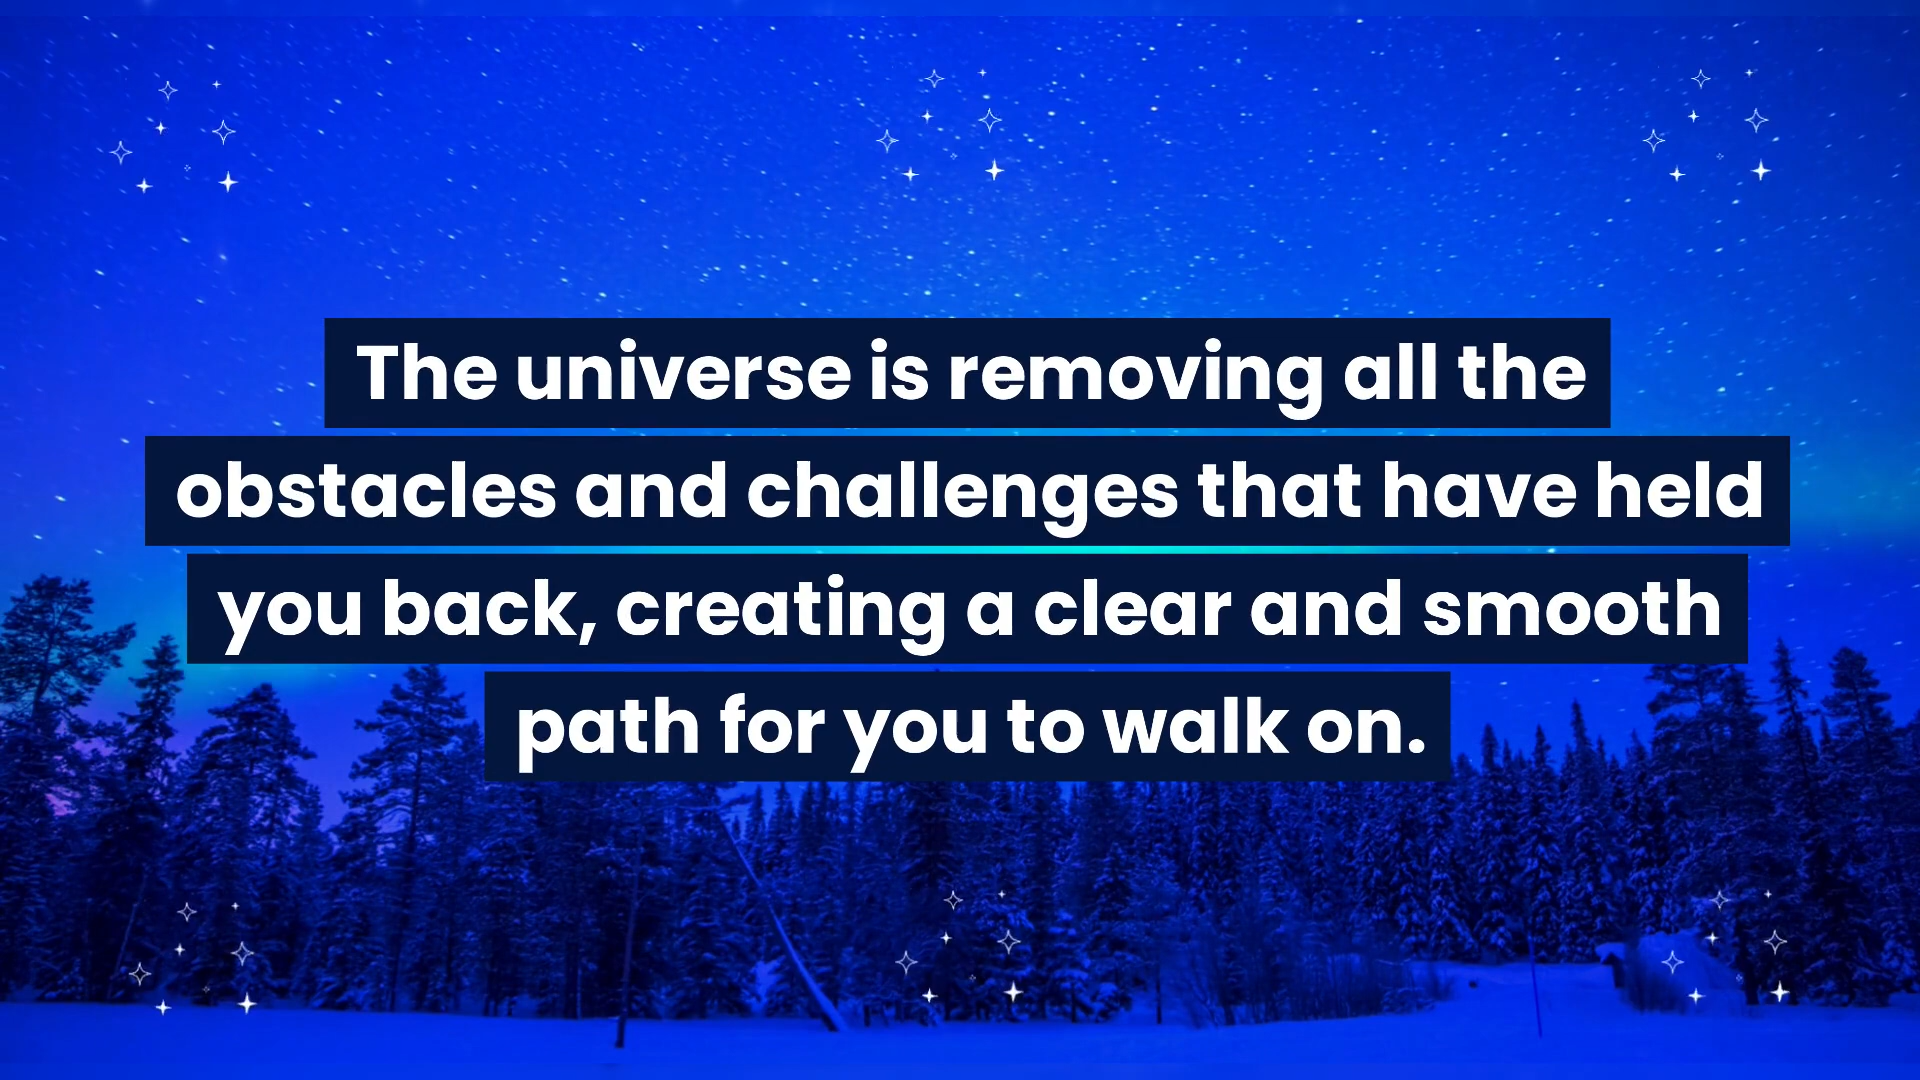 The universe is removing all the
obstacles and challenges that have held
you back, creating a clear and smooth
path for you to walk on.